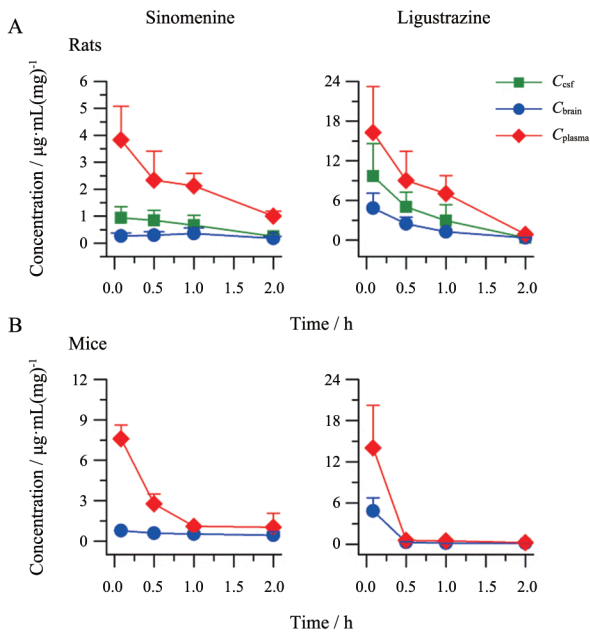 Sinomenine Ligustrazine
A
Rats
Concentration / μg·mL(mg)⁻¹
6 24
5
4 18
3 12
2
1 6
0 0
C_csf
C_brain
C_plasma
0.0 0.5 1.0 1.5 2.0 0.0 0.5 1.0 1.5 2.0
Time / h
B
Mice
Concentration / μg·mL(mg)⁻¹
12 24
9 18
6 12
3 6
0 0
0.0 0.5 1.0 1.5 2.0 0.0 0.5 1.0 1.5 2.0
Time / h